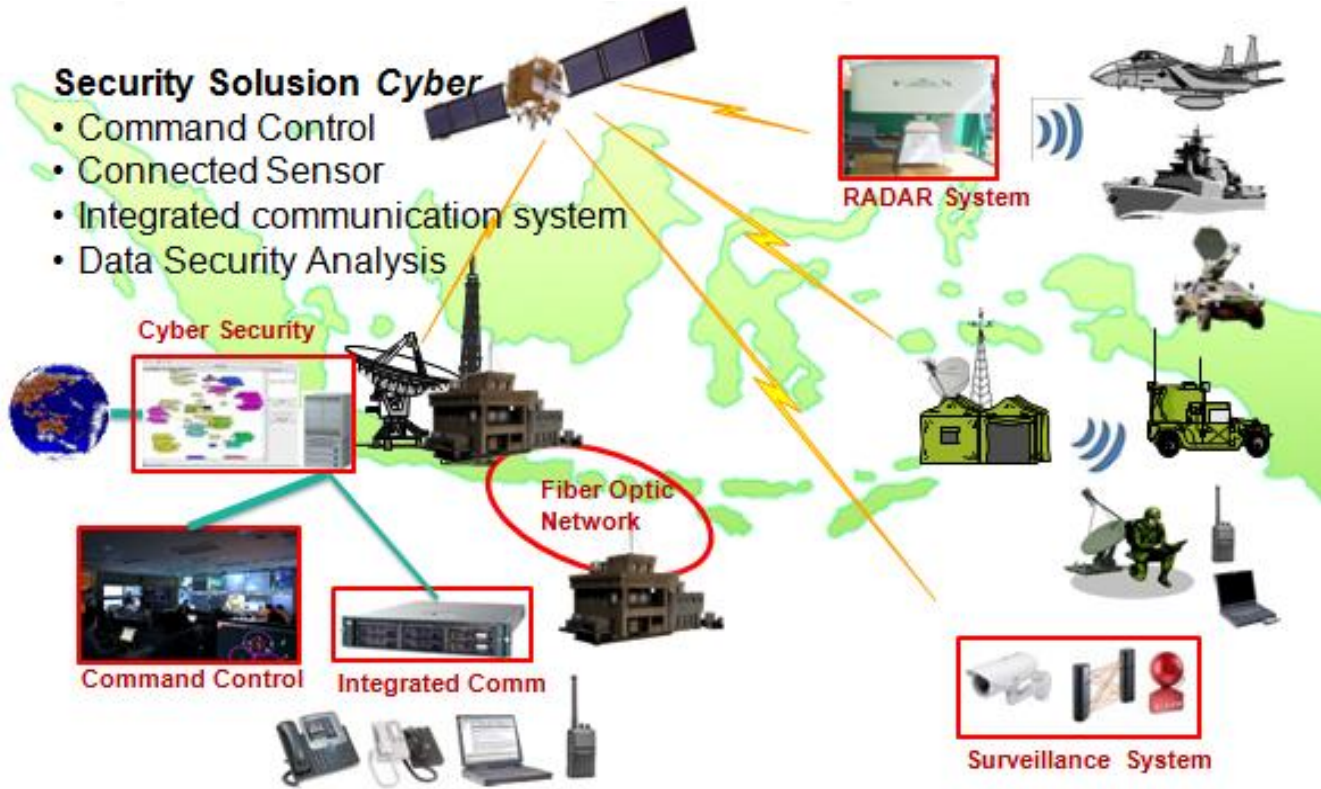 Security Solusion Cyber
• Command Control
• Connected Sensor
• Integrated communication system
• Data Security Analysis
RADAR System
Cyber Security
Fiber Optic
Network
Command Control
Integrated Comm
Surveillance System